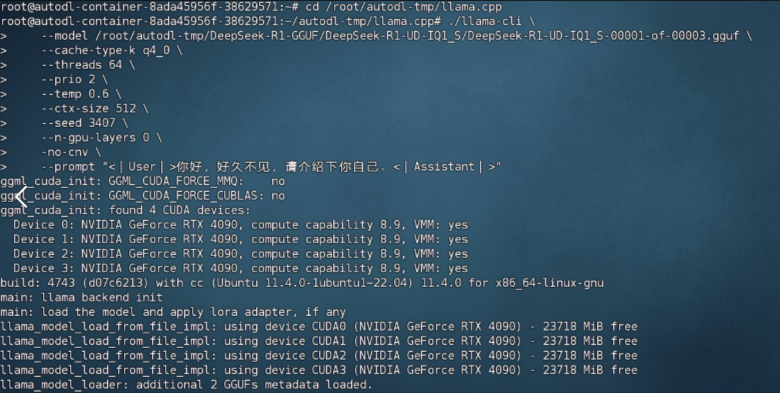 root@autodl-container-8ada45956f-38629571:~# cd /root/autodl-tmp/llama.cpp
root@autodl-container-8ada45956f-38629571:~/autodl-tmp/llama.cpp# ./llama-cli \
>     --model /root/autodl-tmp/DeepSeek-R1-GGUF/DeepSeek-R1-UD-IQ1_S/DeepSeek-R1-UD-IQ1_S-00001-of-00003.gguf \
>     --cache-type-k q4_0 \
>     --threads 64 \
>     --prio 2 \
>     --temp 0.6 \
>     --ctx-size 512 \
>     --seed 3407 \
>     --n-gpu-layers 0 \
>     -no-cnv \
>     --prompt "<｜User｜>你好，好久不见，请介绍下你自己。<｜Assistant｜>"
ggml_cuda_init: GGML_CUDA_FORCE_MMQ:    no
ggml_cuda_init: GGML_CUDA_FORCE_CUBLAS: no
ggml_cuda_init: found 4 CUDA devices:
  Device 0: NVIDIA GeForce RTX 4090, compute capability 8.9, VMM: yes
  Device 1: NVIDIA GeForce RTX 4090, compute capability 8.9, VMM: yes
  Device 2: NVIDIA GeForce RTX 4090, compute capability 8.9, VMM: yes
  Device 3: NVIDIA GeForce RTX 4090, compute capability 8.9, VMM: yes
build: 4743 (d07c6213) with cc (Ubuntu 11.4.0-1ubuntu1~22.04) 11.4.0 for x86_64-linux-gnu
main: llama backend init
main: load the model and apply lora adapter, if any
llama_model_load_from_file_impl: using device CUDA0 (NVIDIA GeForce RTX 4090) - 23718 MiB free
llama_model_load_from_file_impl: using device CUDA1 (NVIDIA GeForce RTX 4090) - 23718 MiB free
llama_model_load_from_file_impl: using device CUDA2 (NVIDIA GeForce RTX 4090) - 23718 MiB free
llama_model_load_from_file_impl: using device CUDA3 (NVIDIA GeForce RTX 4090) - 23718 MiB free
llama_model_loader: additional 2 GGUFs metadata loaded.